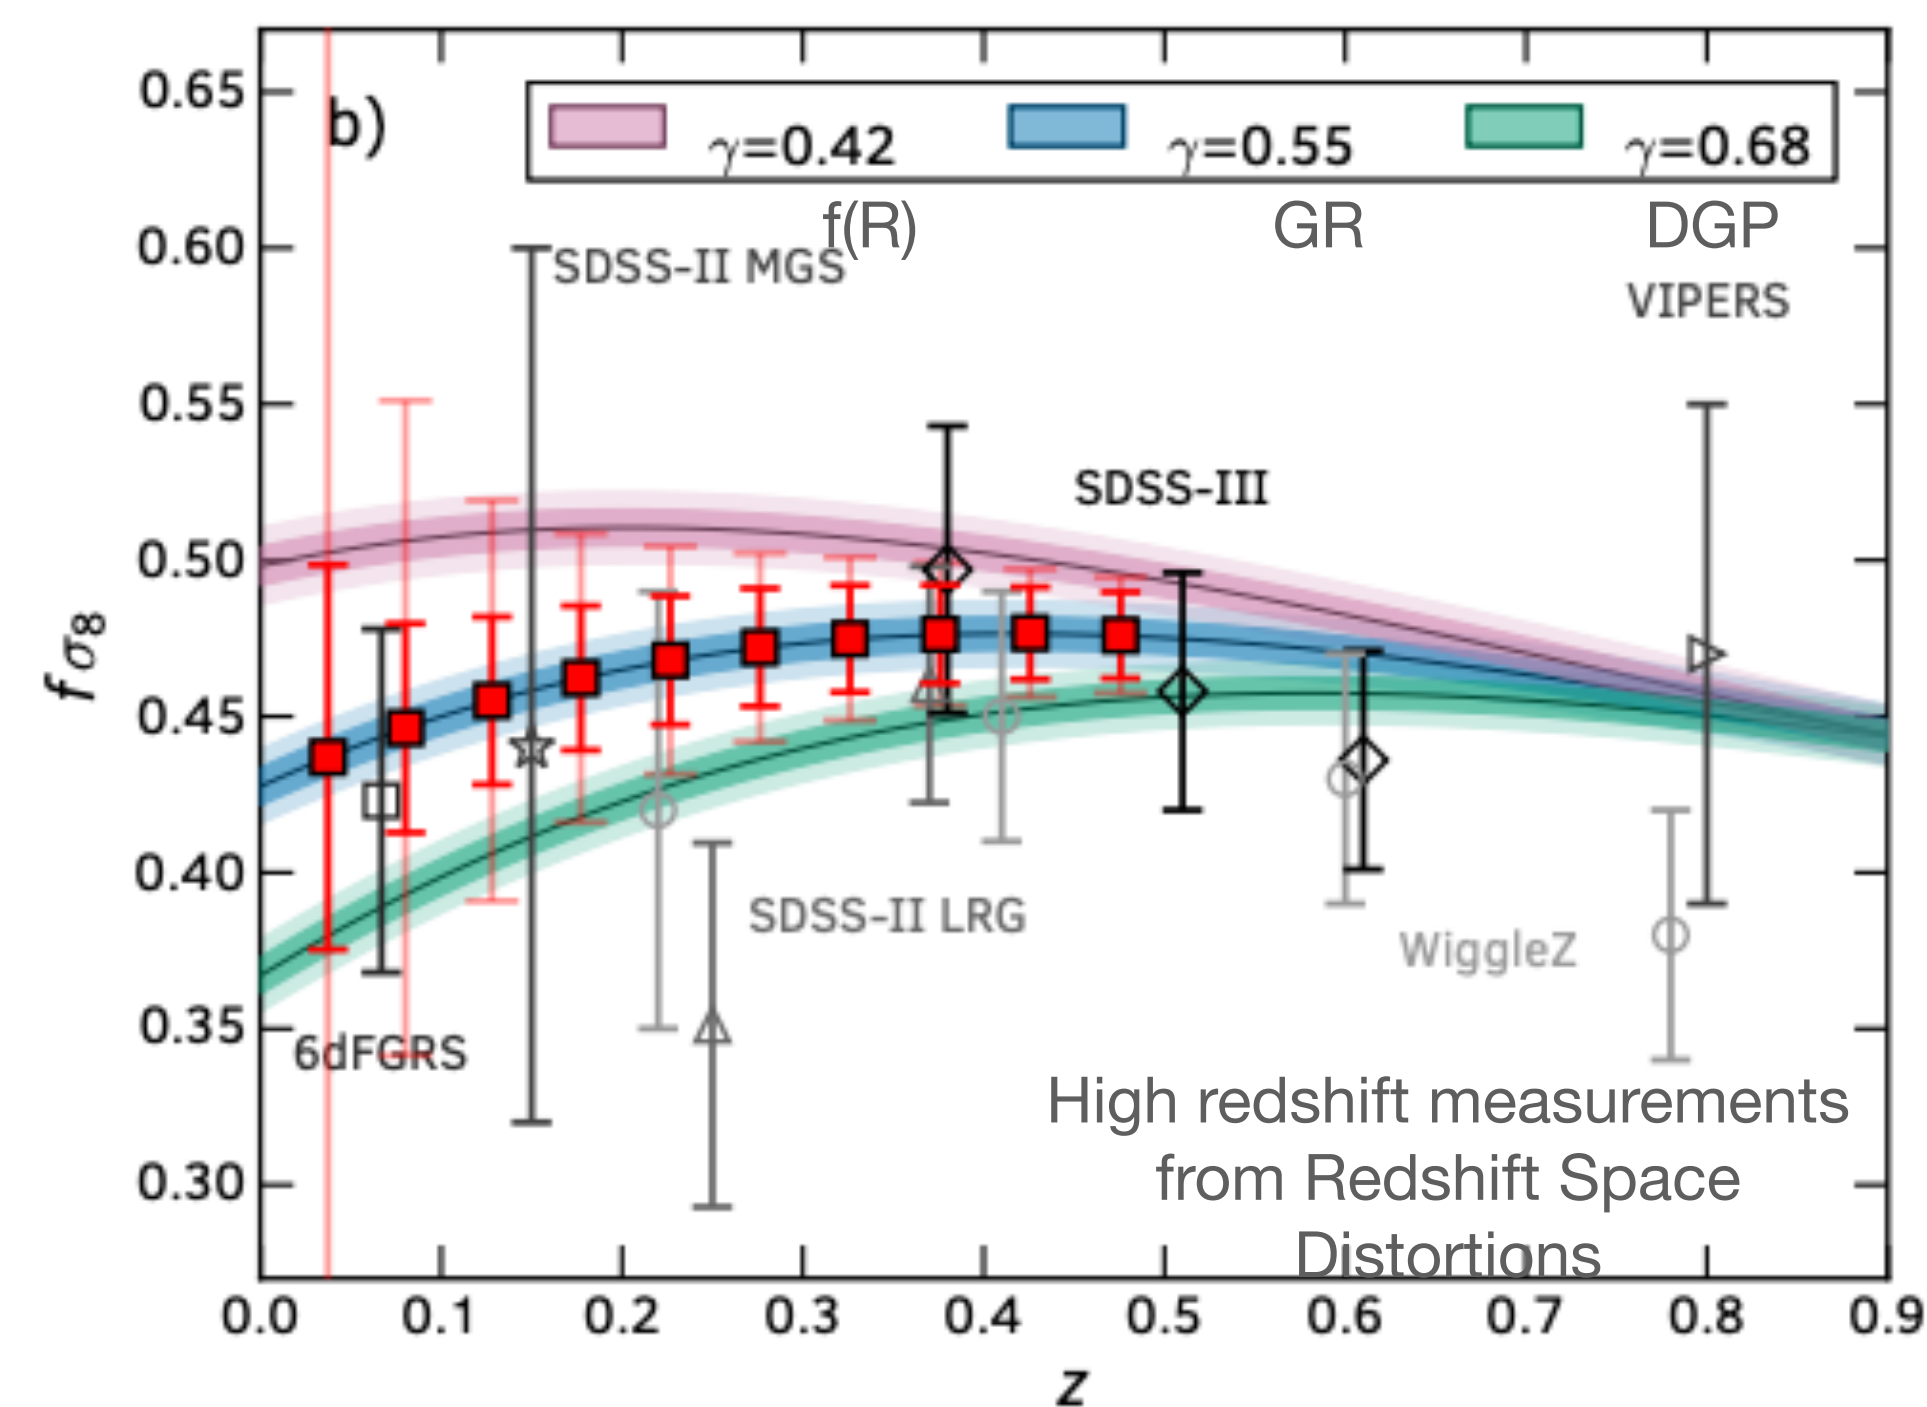 b)
γ=0.42 γ=0.55 γ=0.68
f(R) GR DGP
SDSS-II MGS
VIPERS
SDSS-III
SDSS-II LRG
WiggleZ
6dFGRS
High redshift measurements
from Redshift Space
Distortions
0.65
0.60
0.55
0.50
0.45
0.40
0.35
0.30
fσ8
0.0 0.1 0.2 0.3 0.4 0.5 0.6 0.7 0.8 0.9
z